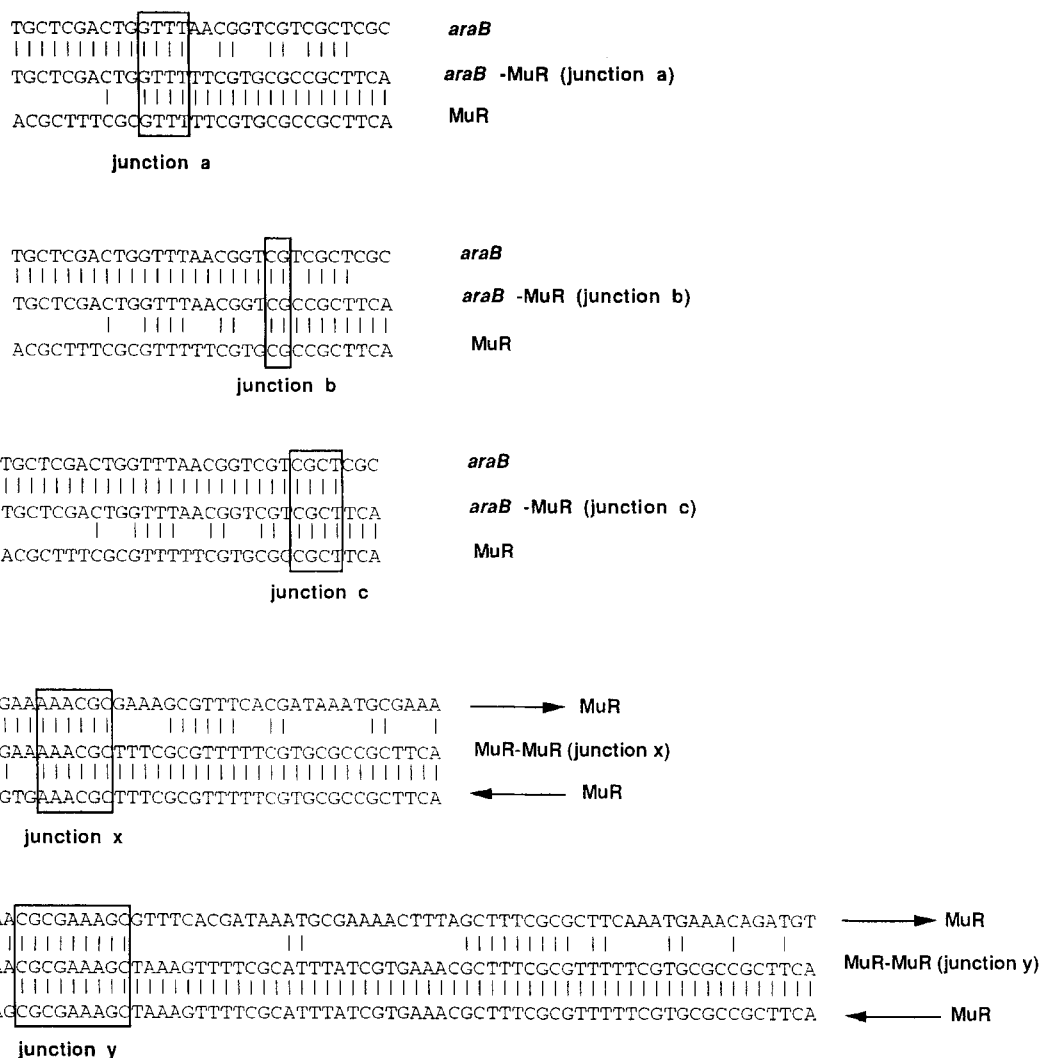 TGCTCGACTGGTTTAACGGTCGTCGCTCGC araB
TGCTCGACTGGTTTTTCGTGCGCCGCTTCA araB -MuR (junction a)
ACGCTTTCGCGTTTTTCGTGCGCCGCTTCA MuR
junction a
TGCTCGACTGGTTTAACGGTCGTCGCTCGC araB
TGCTCGACTGGTTTAACGGTCGCCGCTTCA araB -MuR (junction b)
ACGCTTTCGCGTTTTTCGTGCGCCGCTTCA MuR
junction b
TGCTCGACTGGTTTAACGGTCGTCGCTCGC araB
TGCTCGACTGGTTTAACGGTCGTCGCTTCA araB -MuR (junction c)
ACGCTTTCGCGTTTTTCGTGCGCCGCTTCA MuR
junction c
GAAAAACGCGAAAGCGTTTCACGATAAATGCGAAA MuR
GAAAAACGCTTTCGCGTTTTTCGTGCGCCGCTTCA MuR-MuR (junction x)
GTGAAACGCTTTCGCGTTTTTCGTGCGCCGCTTCA MuR
junction x
ACGCGAAAGCGTTTCACGATAAATGCGAAAACTTTAGCTTTCGCGCTTCAAATGAAACAGATGT MuR
ACGCGAAAGCTAAAGTTTTCGCATTTATCGTGAAACGCTTTCGCGTTTTTCGTGCGCCGCTTCA MuR-MuR (junction y)
GCGCGAAAGCTAAAGTTTTCGCATTTATCGTGAAACGCTTTCGCGTTTTTCGTGCGCCGCTTCA MuR
junction y